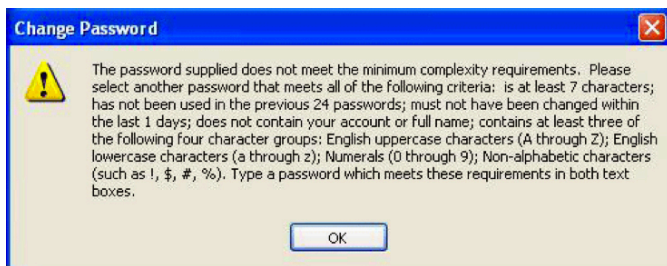 Change Password
The password supplied does not meet the minimum complexity requirements.  Please
select another password that meets all of the following criteria:  is at least 7 characters;
has not been used in the previous 24 passwords; must not have been changed within
the last 1 days; does not contain your account or full name; contains at least three of
the following four character groups: English uppercase characters (A through Z); English
lowercase characters (a through z); Numerals (0 through 9); Non-alphabetic characters
(such as !, $, #, %). Type a password which meets these requirements in both text
boxes.
OK